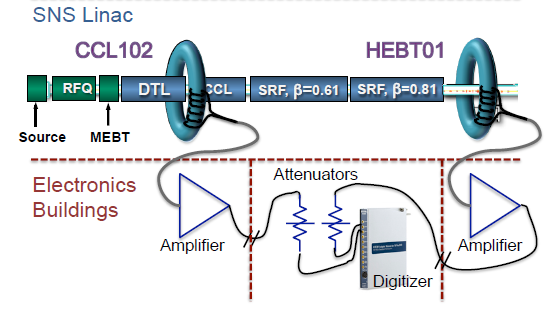 SNS Linac
CCL102
HEBT01
RFQ
DTL
CCL
SRF, β=0.61
SRF, β=0.81
Source
MEBT
Electronics
Buildings
Attenuators
Amplifier
Amplifier
Digitizer